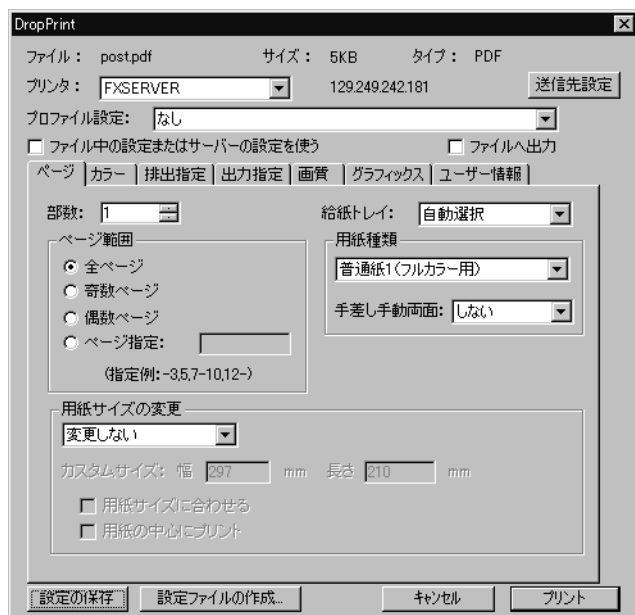 DropPrint
ファイル： post.pdf サイズ： 5KB タイプ： PDF
プリンタ： FXSERVER 129.249.242.181 送信先設定
プロファイル設定： なし
ファイル中の設定またはサーバーの設定を使う ファイルへ出力
ページ カラー 排出指定 出力指定 画質 グラフィックス ユーザー情報
部数： 1 給紙トレイ： 自動選択
ページ範囲 用紙種類
全ページ 普通紙1(フルカラー用)
奇数ページ
偶数ページ 手差し手動両面： しない
ページ指定：
(指定例：-3,5,7-10,12-)
用紙サイズの変更
変更しない
カスタムサイズ： 幅 297 mm 長さ 210 mm
用紙サイズに合わせる
用紙の中心にプリント
設定の保存 設定ファイルの作成... キャンセル プリント